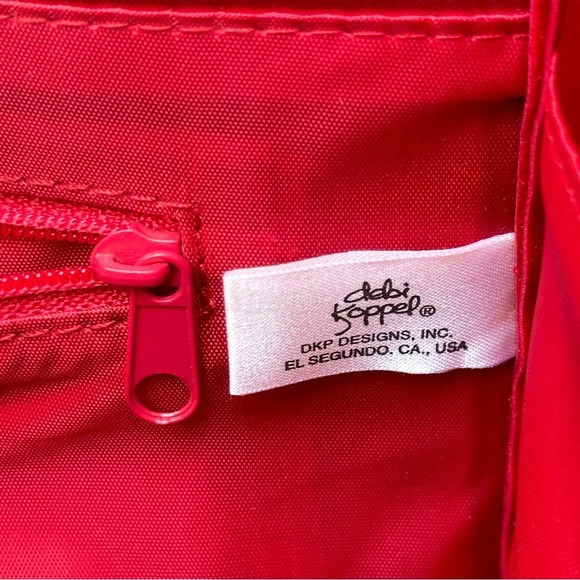 debi
Koppel®
DKP DESIGNS, INC.
EL SEGUNDO. CA., USA